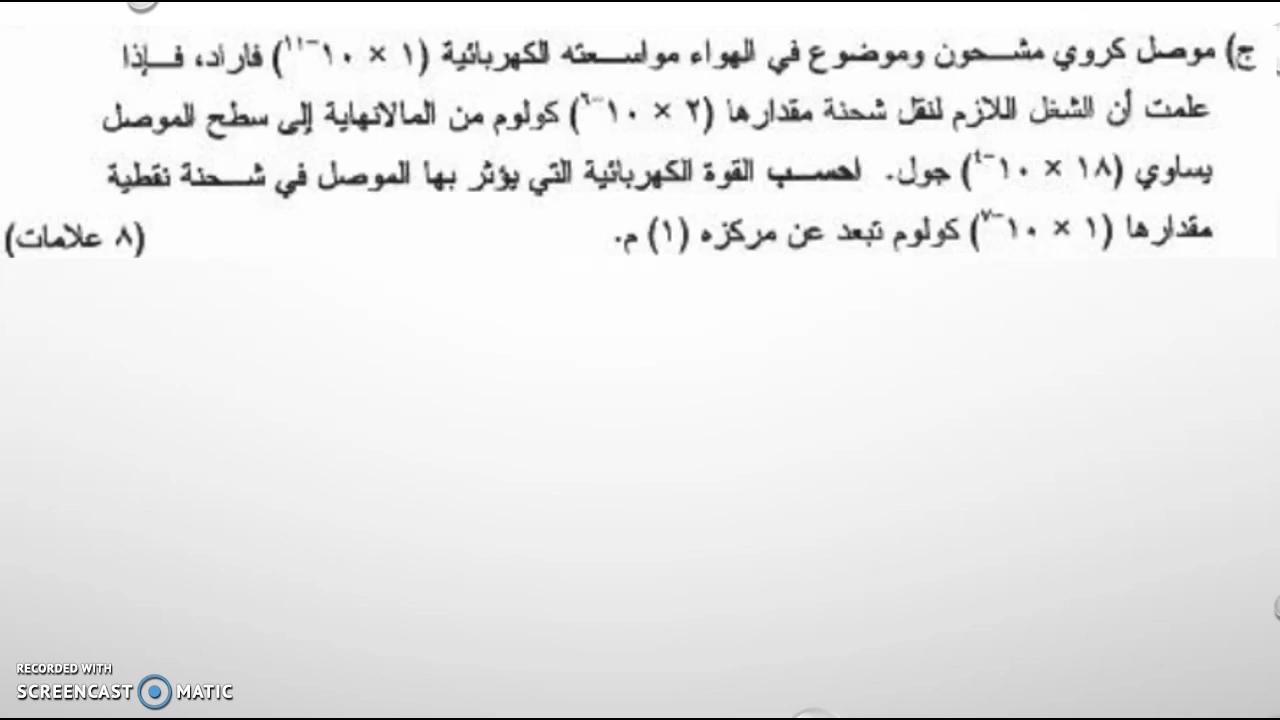 ج) موصل كروي مشحون وموضوع في الهواء مواسعته الكهربائية (١ × ١٠⁻¹¹) فاراد، فإذا
علمت أن الشغل اللازم لنقل شحنة مقدارها (٢ × ١٠⁻⁶) كولوم من المالانهاية إلى سطح الموصل
يساوي (١٨ × ١٠⁻⁴) جول. احسب القوة الكهربائية التي يؤثر بها الموصل في شحنة نقطية
مقدارها (١ × ١٠⁻⁷) كولوم تبعد عن مركزه (١) م. (٨ علامات)
RECORDED WITH
SCREENCAST MATIC